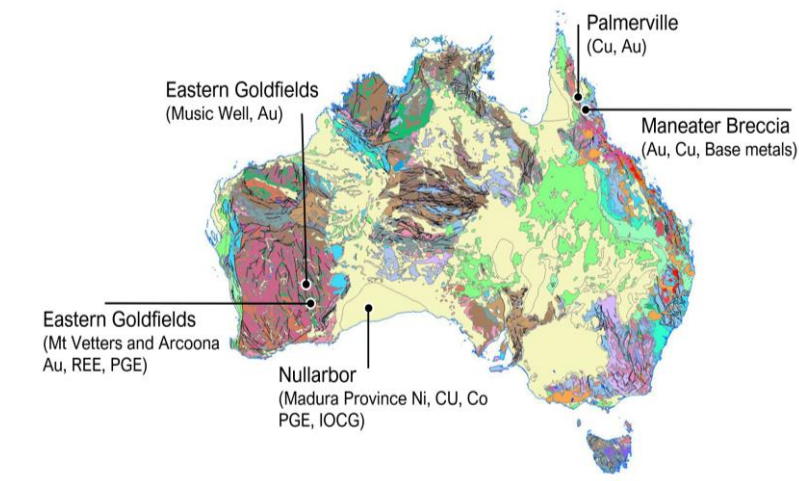 Palmerville
(Cu, Au)
Eastern Goldfields
(Music Well, Au)
Maneater Breccia
(Au, Cu, Base metals)
Eastern Goldfields
(Mt Vetters and Arcoona
Au, REE, PGE)
Nullarbor
(Madura Province Ni, CU, Co
PGE, IOCG)